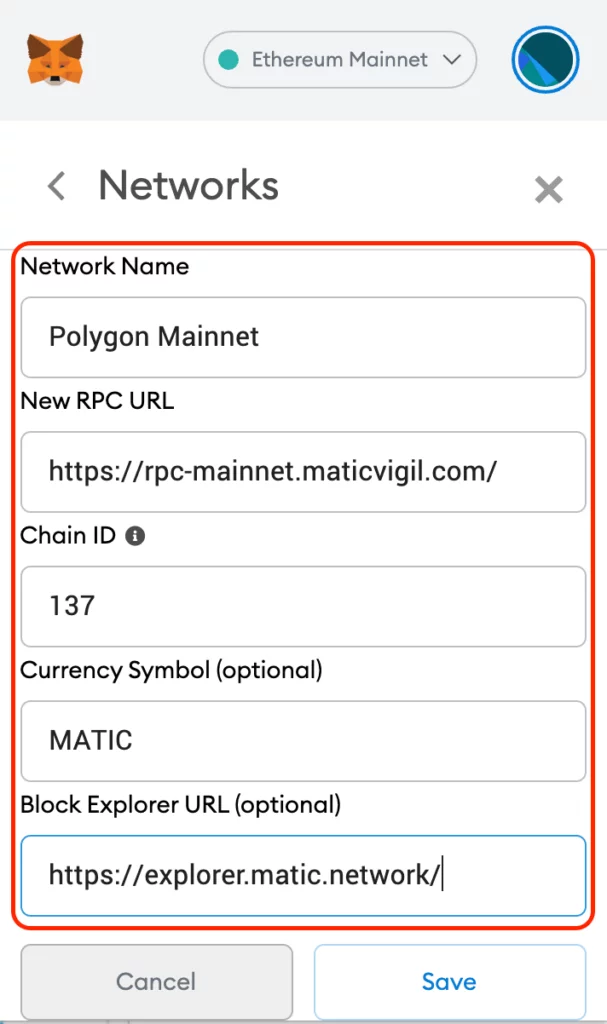 Ethereum Mainnet
Networks
Network Name
Polygon Mainnet
New RPC URL
https://rpc-mainnet.maticvigil.com/
Chain ID
137
Currency Symbol (optional)
MATIC
Block Explorer URL (optional)
https://explorer.matic.network/
Cancel Save